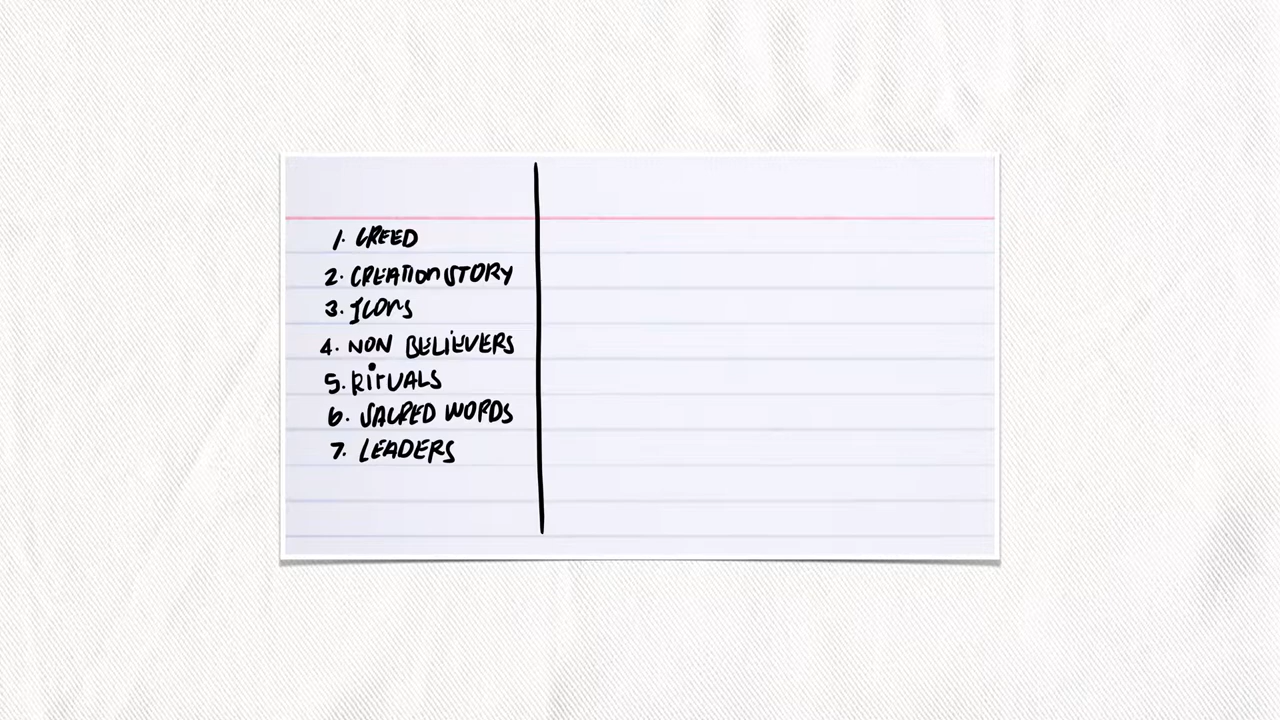 1. CREED
2. CREATION STORY
3. ICONS
4. NON BELIEVERS
5. RITUALS
6. SACRED WORDS
7. LEADERS